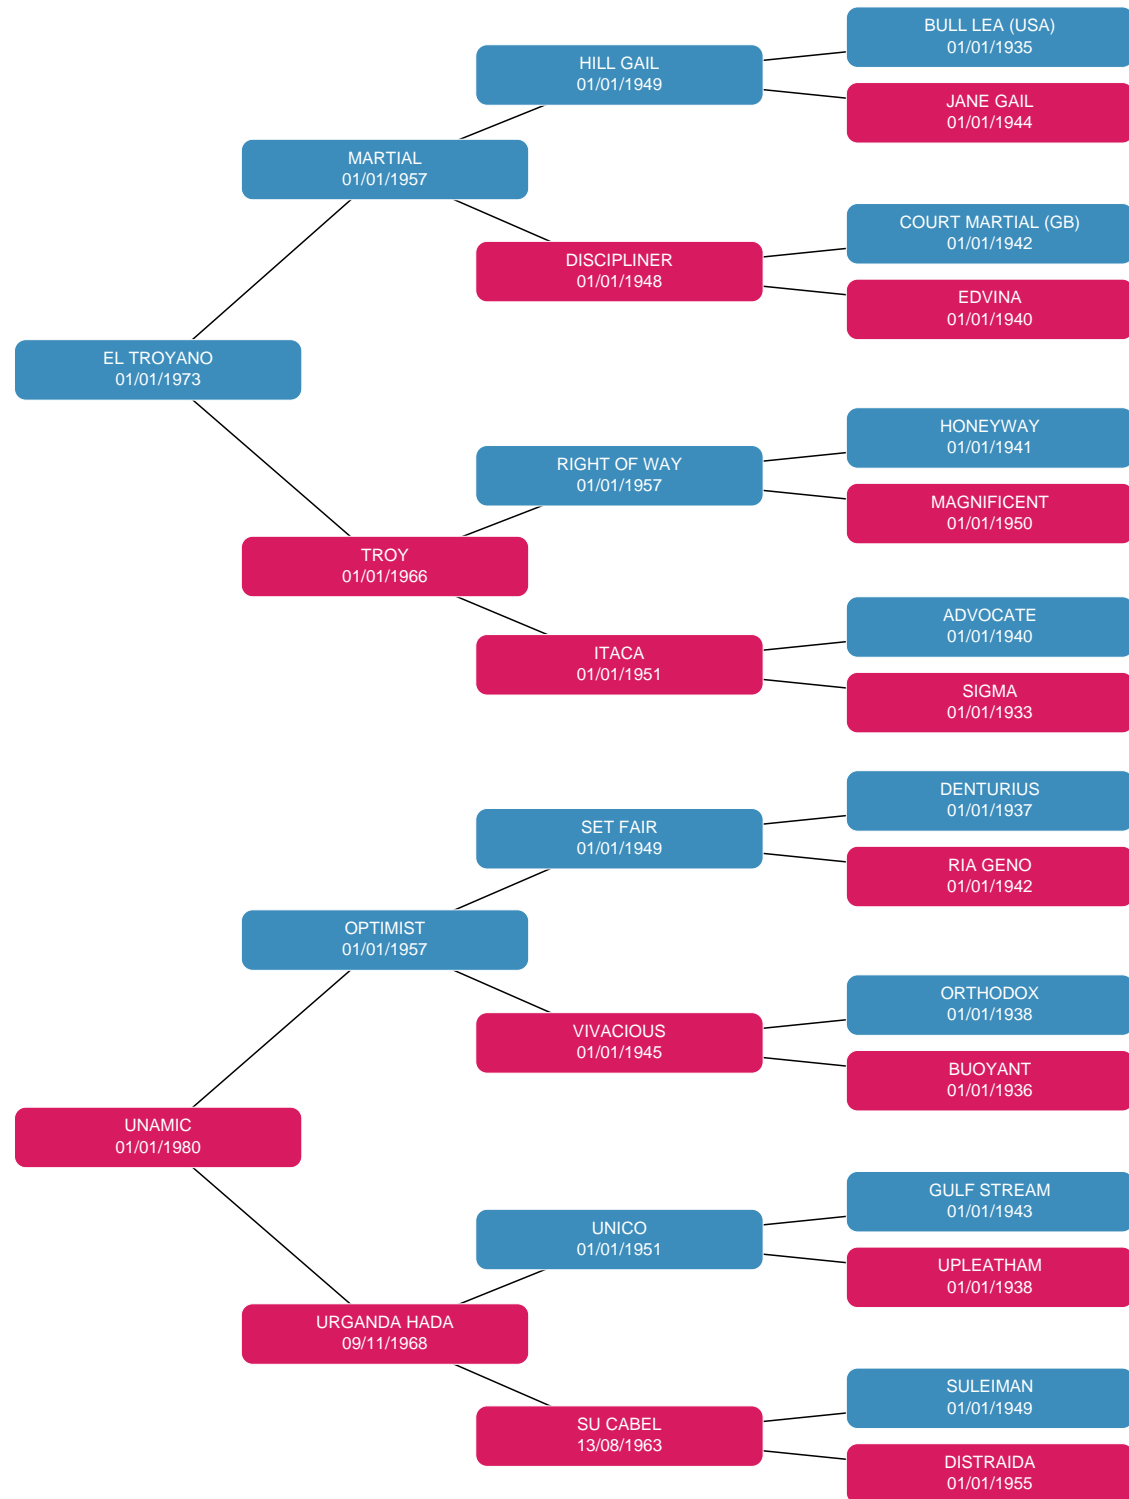 BULL LEA (USA)
01/01/1935
HILL GAIL
01/01/1949
JANE GAIL
01/01/1944
MARTIAL
01/01/1957
COURT MARTIAL (GB)
01/01/1942
DISCIPLINER
01/01/1948
EDVINA
01/01/1940
EL TROYANO
01/01/1973
HONEYWAY
01/01/1941
RIGHT OF WAY
01/01/1957
MAGNIFICENT
01/01/1950
TROY
01/01/1966
ADVOCATE
01/01/1940
ITACA
01/01/1951
SIGMA
01/01/1933
DENTURIUS
01/01/1937
SET FAIR
01/01/1949
RIA GENO
01/01/1942
OPTIMIST
01/01/1957
ORTHODOX
01/01/1938
VIVACIOUS
01/01/1945
BUOYANT
01/01/1936
UNAMIC
01/01/1980
GULF STREAM
01/01/1943
UNICO
01/01/1951
UPLEATHAM
01/01/1938
URGANDA HADA
09/11/1968
SULEIMAN
01/01/1949
SU CABEL
13/08/1963
DISTRAIDA
01/01/1955